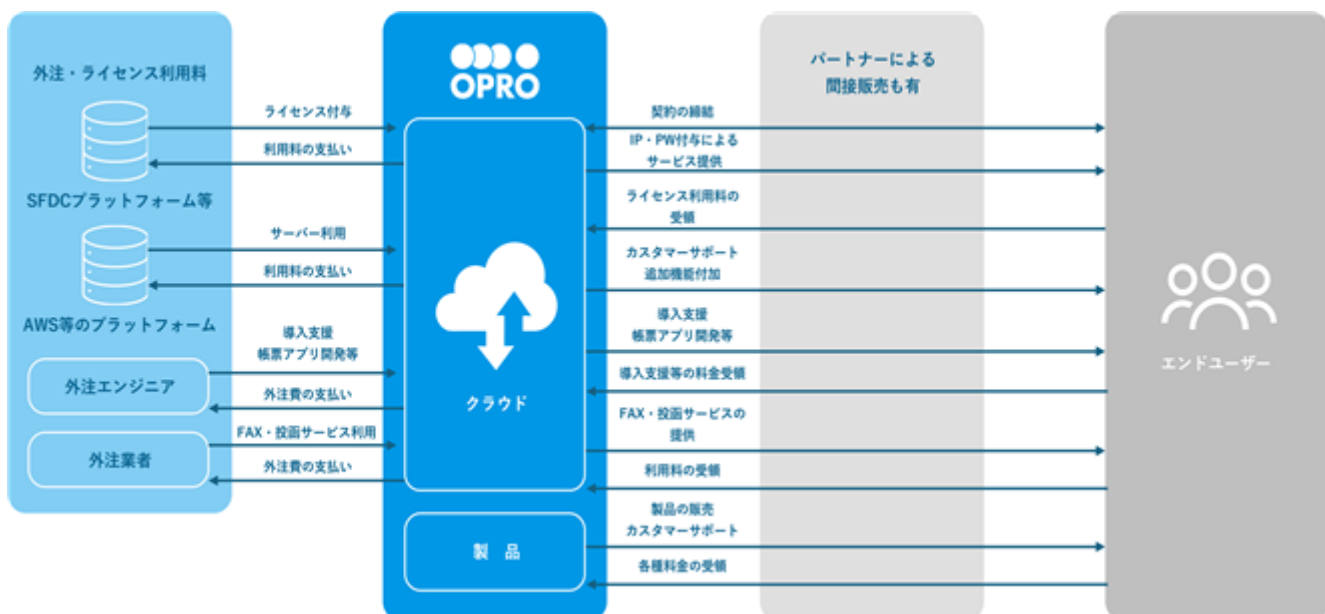 外注・ライセンス利用料
SFDCプラットフォーム等
AWS等のプラットフォーム
外注エンジニア
外注業者
ライセンス付与
利用料の支払い
サーバー利用
利用料の支払い
導入支援
帳票アプリ開発等
外注費の支払い
FAX・投函サービス利用
外注費の支払い
OPRO
クラウド
製 品
契約の締結
IP・PW付与による
サービス提供
ライセンス利用料の
受領
カスタマーサポート
追加機能付加
導入支援
帳票アプリ開発等
導入支援等の料金受領
FAX・投函サービスの
提供
利用料の受領
製品の販売
カスタマーサポート
各種料金の受領
パートナーによる
間接販売も有
エンドユーザー